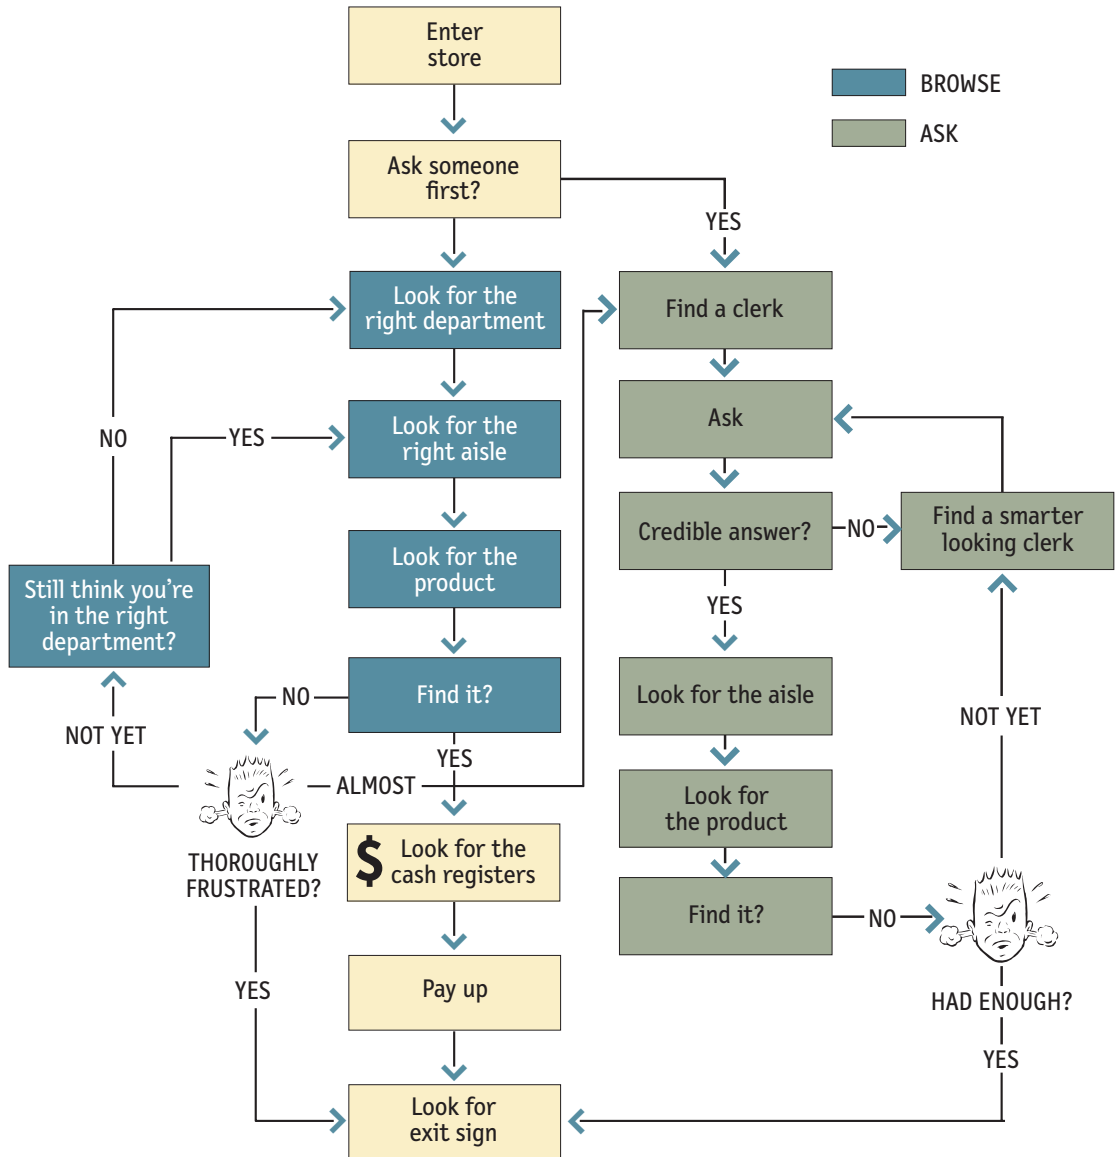 Enter
store
BROWSE
ASK
Ask someone
first?
YES
Look for the
right department
Find a clerk
NO
YES
Look for the
right aisle
Ask
Look for the
product
Credible answer?
NO
Find a smarter
looking clerk
Still think you're
in the right
department?
YES
Find it?
NO
Look for the aisle
NOT YET
NOT YET
YES
ALMOST
Look for
the product
THOROUGHLY
FRUSTRATED?
$ Look for the
cash registers
Find it?
NO
YES
Pay up
HAD ENOUGH?
YES
Look for
exit sign